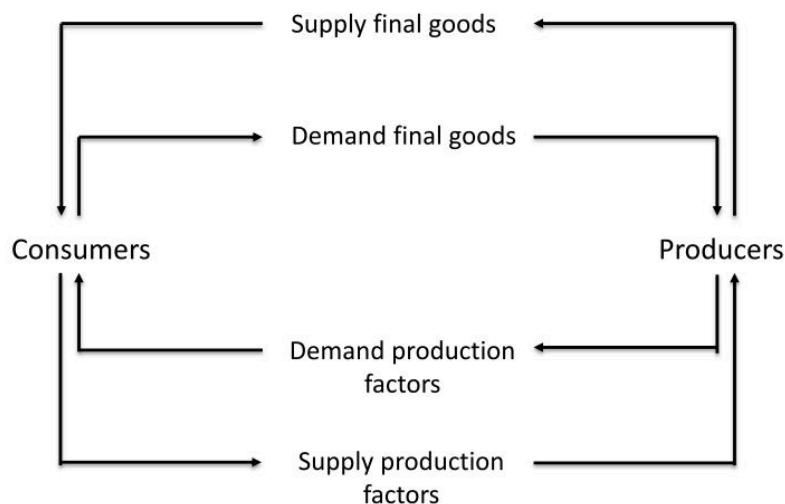 Supply final goods
Demand final goods
Consumers
Producers
Demand production
factors
Supply production
factors